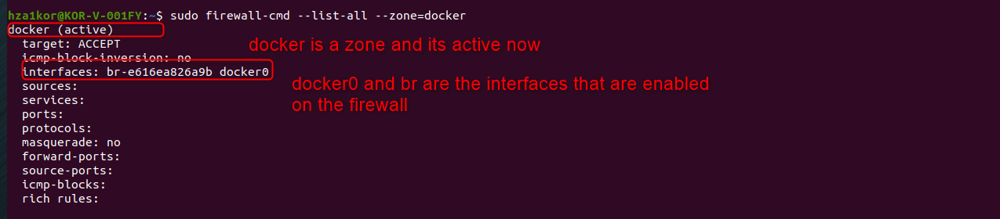 hza1kor@KOR-V-001FY:~$ sudo firewall-cmd --list-all --zone=docker
docker (active)
target: ACCEPT
docker is a zone and its active now
icmp-block-inversion: no
interfaces: br-e616ea826a9b docker0
docker0 and br are the interfaces that are enabled
on the firewall
sources:
services:
ports:
protocols:
masquerade: no
forward-ports:
source-ports:
icmp-blocks:
rich rules: